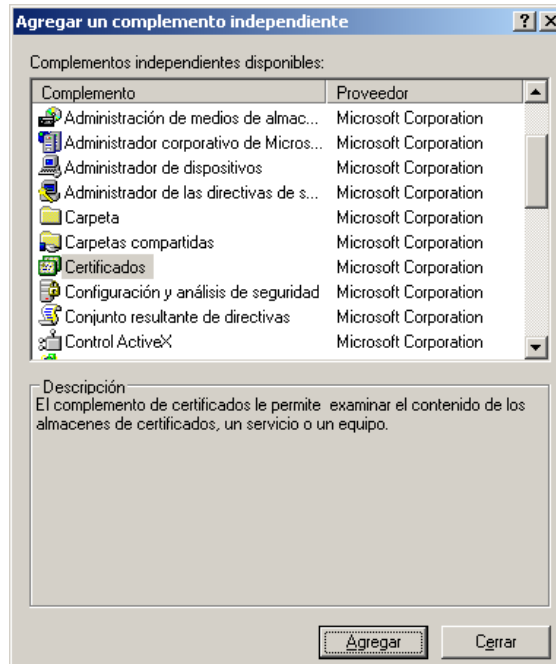 Agregar un complemento independiente
Complementos independientes disponibles:
Complemento Proveedor
Administración de medios de almac... Microsoft Corporation
Administrador corporativo de Micros... Microsoft Corporation
Administrador de dispositivos Microsoft Corporation
Administrador de las directivas de s... Microsoft Corporation
Carpeta Microsoft Corporation
Carpetas compartidas Microsoft Corporation
Certificados Microsoft Corporation
Configuración y análisis de seguridad Microsoft Corporation
Conjunto resultante de directivas Microsoft Corporation
Control ActiveX Microsoft Corporation
Descripción
El complemento de certificados le permite examinar el contenido de los
almacenes de certificados, un servicio o un equipo.
Agregar Cerrar